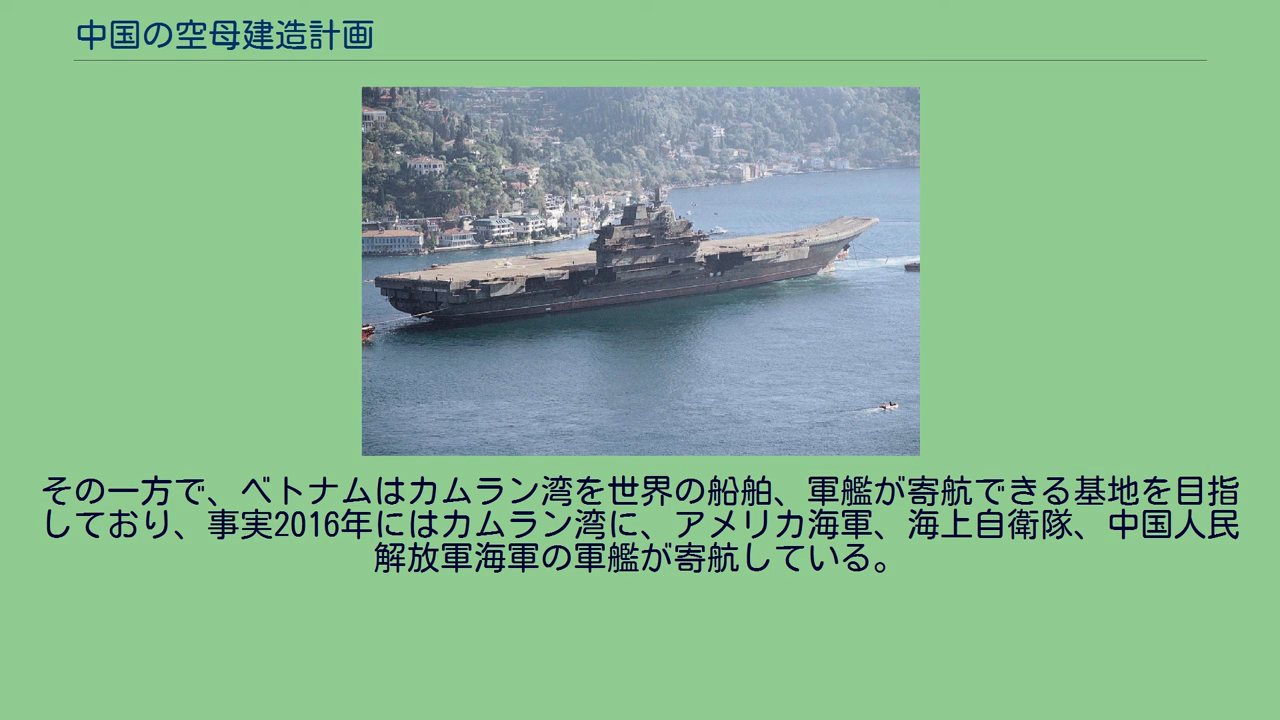 中国の空母建造計画
その一方で、ベトナムはカムラン湾を世界の船舶、軍艦が寄航できる基地を目指
しており、事実2016年にはカムラン湾に、アメリカ海軍、海上自衛隊、中国人民
解放軍海軍の軍艦が寄航している。